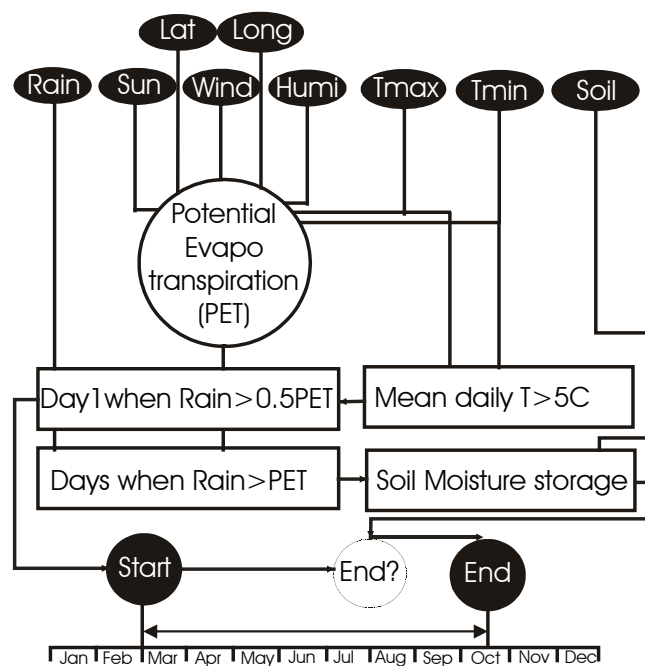 Lat Long
Rain Sun Wind Humi Tmax Tmin Soil
Potential
Evapo
transpiration
(PET)
Day1when Rain>0.5PET Mean daily T>5C
Days when Rain>PET Soil Moisture storage
Start End? End
Jan Feb Mar Apr May Jun Jul Aug Sep Oct Nov Dec